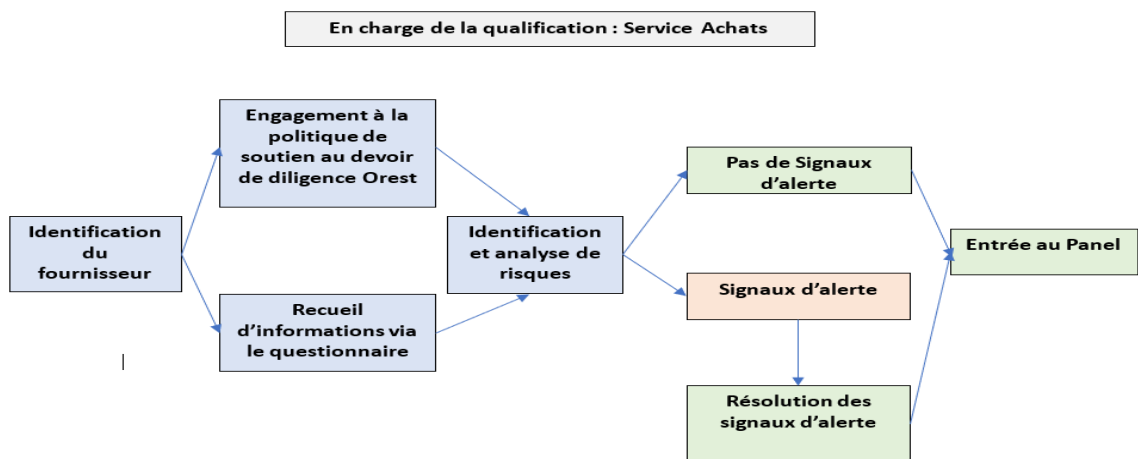 En charge de la qualification : Service Achats
Engagement à la
politique de
soutien au devoir
de diligence Orest
Pas de Signaux
d’alerte
Identification
du
fournisseur
Identification
et analyse de
risques
Entrée au Panel
Signaux d’alerte
Recueil
d’informations via
le questionnaire
Résolution des
signaux d’alerte